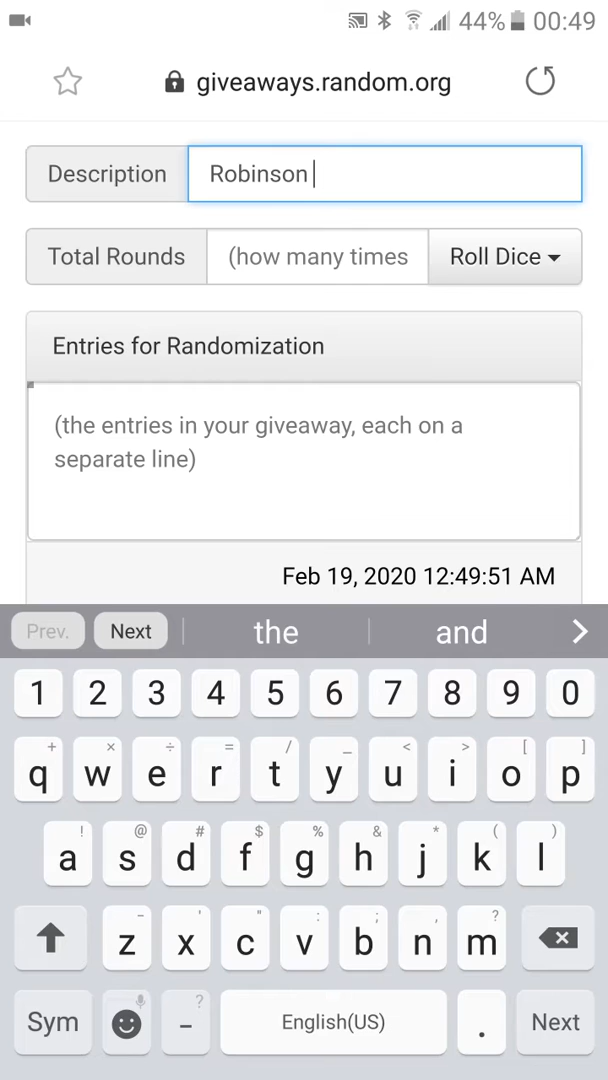 44% 00:49
giveaways.random.org
Description Robinson
Total Rounds (how many times Roll Dice
Entries for Randomization
(the entries in your giveaway, each on a
separate line)
Feb 19, 2020 12:49:51 AM
Prev. Next the and
1 2 3 4 5 6 7 8 9 0
+ × ÷ = / _ < > [ ]
q w e r t y u i o p
! @ # $ % & * ( )
a s d f g h j k l
- ' " : ; , ?
z x c v b n m
Sym - ? English(US) . Next